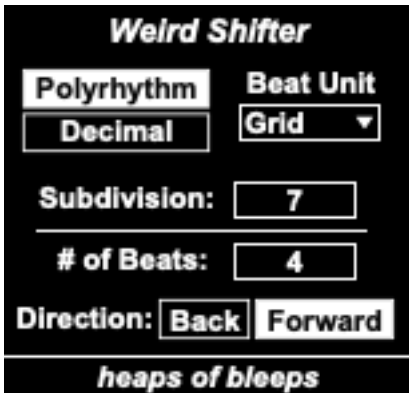 Weird Shifter
Polyrhythm
Decimal
Beat Unit
Grid
Subdivision: 7
# of Beats: 4
Direction: Back Forward
heaps of bleeps